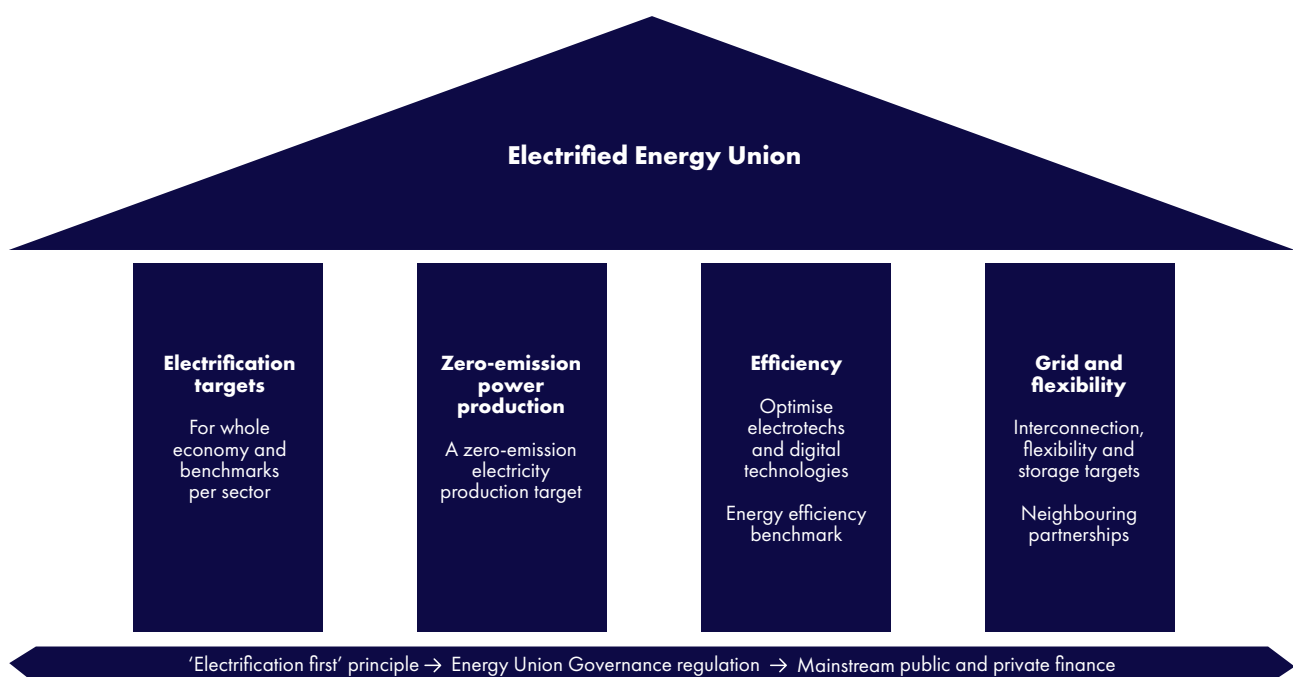 Electrified Energy Union
Electrification
targets
For whole
economy and
benchmarks
per sector
Zero-emission
power
production
A zero-emission
electricity
production target
Efficiency
Optimise
electrotechs
and digital
technologies
Energy efficiency
benchmark
Grid and
flexibility
Interconnection,
flexibility and
storage targets
Neighbouring
partnerships
‘Electrification first’ principle → Energy Union Governance regulation → Mainstream public and private finance